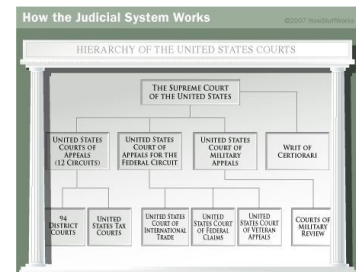 How the Judicial System Works
©2007 HowStuffWorks
HIERARCHY OF THE UNITED STATES COURTS
THE SUPREME COURT
OF THE UNITED STATES
UNITED STATES
COURTS OF
APPEALS
(12 CIRCUITS)
UNITED STATES
COURT OF
APPEALS FOR THE
FEDERAL CIRCUIT
UNITED STATES
COURT OF
MILITARY
APPEALS
WRIT OF
CERTIORARI
94
DISTRICT
COURTS
UNITED
STATES TAX
COURTS
UNITED STATES
COURT OF
INTERNATIONAL
TRADE
UNITED
STATES COURT
OF FEDERAL
CLAIMS
UNITED
STATES COURT
OF VETERAN
APPEALS
COURTS OF
MILITARY
REVIEW